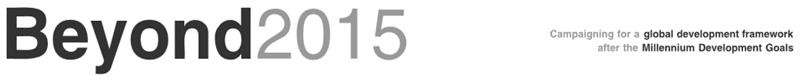 Beyond2015
Campaigning for a global development framework
after the Millennium Development Goals